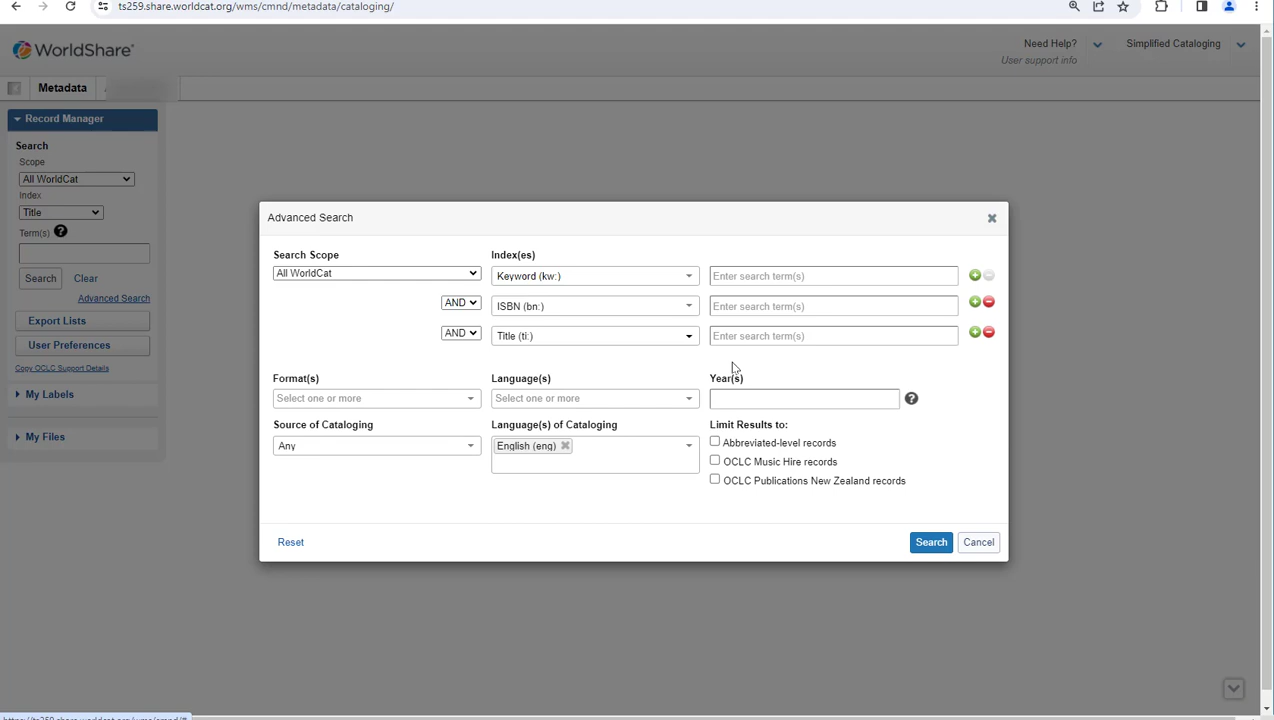 ts259.share.worldcat.org/wms/cmnd/metadata/cataloging/
WorldShare®
Need Help?
User support info
Simplified Cataloging
Metadata
Record Manager
Search
Scope
All WorldCat
Index
Title
Term(s) ?
Search Clear
Advanced Search
Export Lists
User Preferences
Copy OCLC Support Details
My Labels
My Files
Advanced Search
Search Scope Index(es)
All WorldCat Keyword (kw:) Enter search term(s)
AND ISBN (bn:) Enter search term(s)
AND Title (ti:) Enter search term(s)
Format(s) Language(s) Year(s)
Select one or more Select one or more ?
Source of Cataloging Language(s) of Cataloging Limit Results to:
Any English (eng) Abbreviated-level records
OCLC Music Hire records
OCLC Publications New Zealand records
Reset Search Cancel